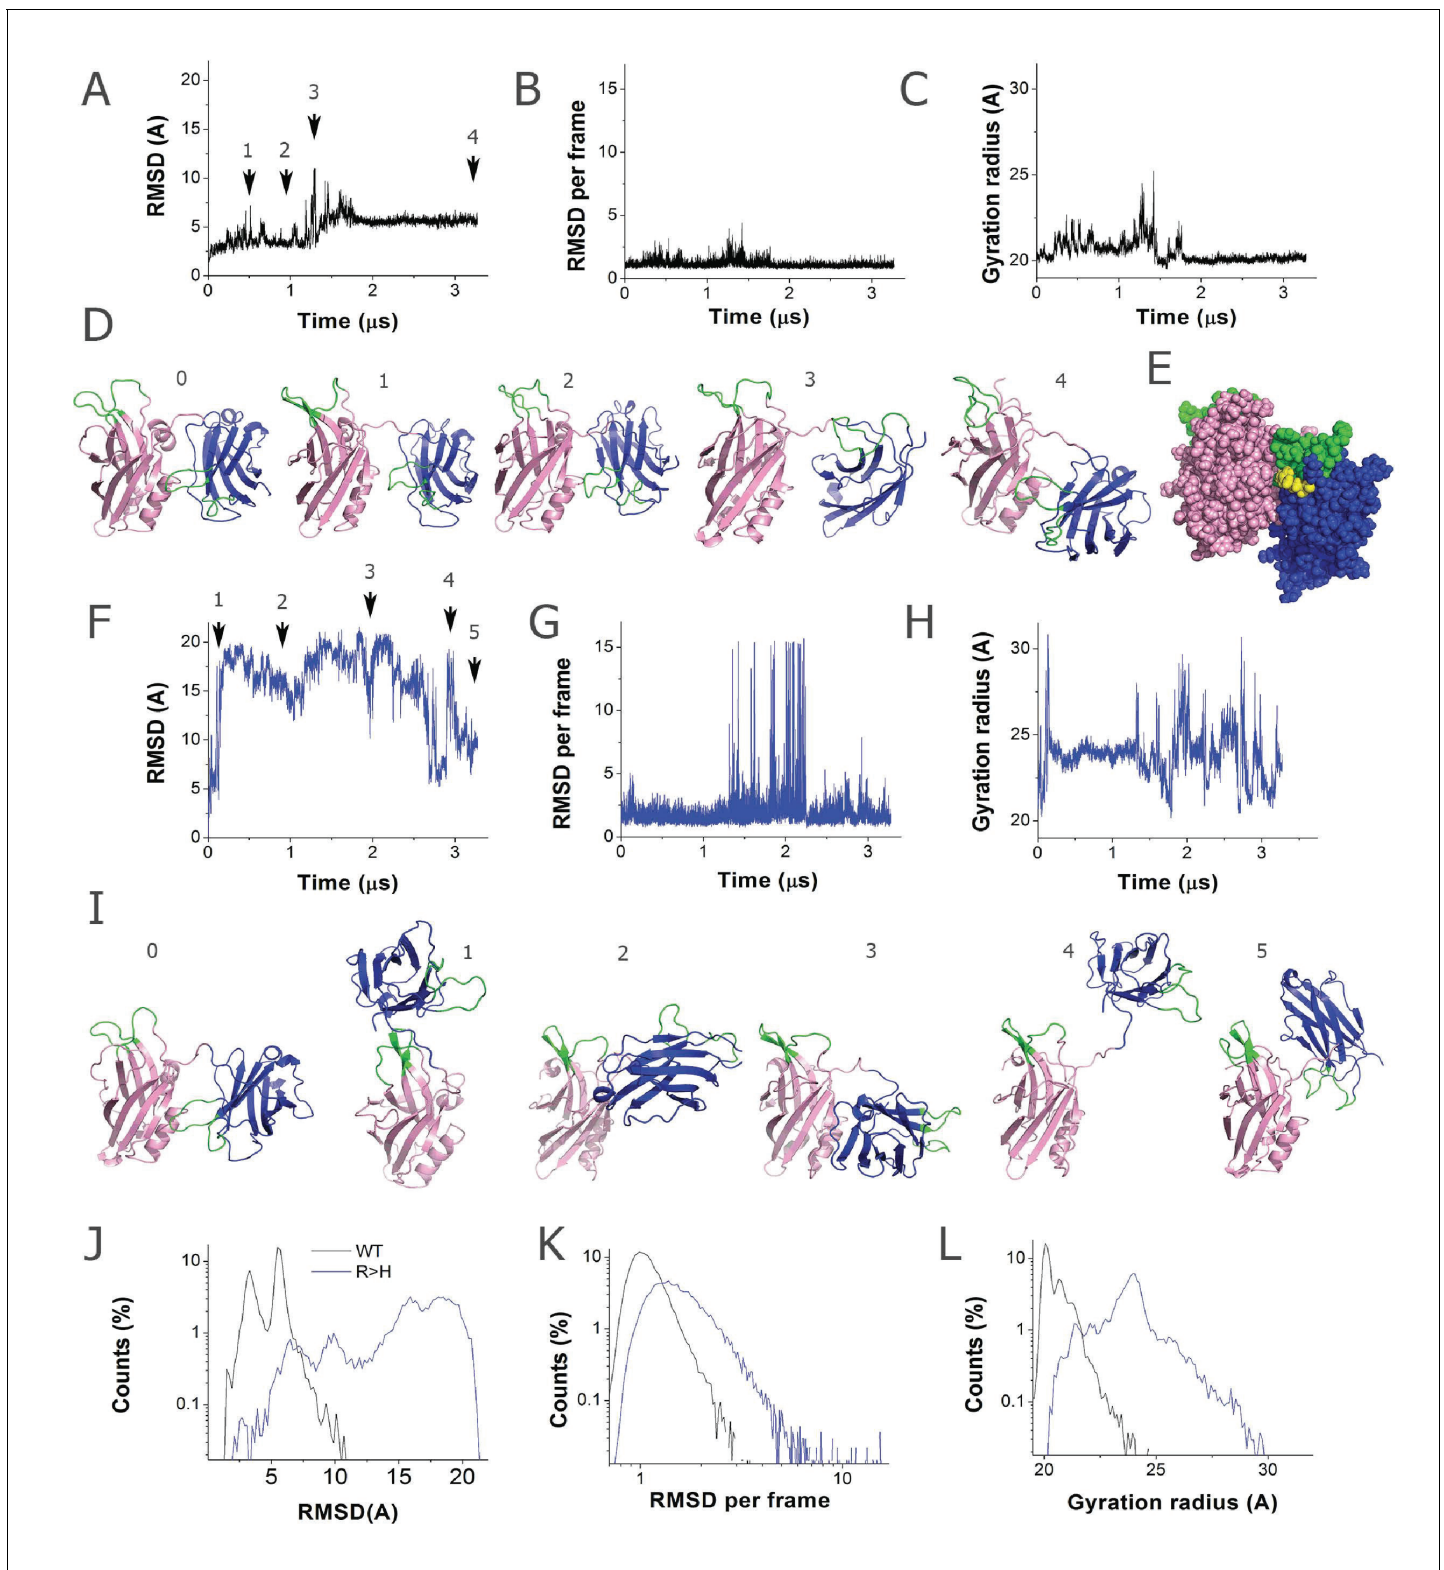 A
RMSD (A)
20
15
10
5
0
0
1
2
3
Time (μs)
1
2
3
4
B
RMSD per frame
15
10
5
0
0
1
2
3
Time (μs)
C
Gyration radius (A)
30
25
20
0
1
2
3
Time (μs)
D
0
1
2
3
4
E
F
RMSD (A)
20
15
10
5
0
0
1
2
3
Time (μs)
1
2
3
4
5
G
RMSD per frame
15
10
5
0
0
1
2
3
Time (μs)
H
Gyration radius (A)
30
25
20
0
1
2
3
Time (μs)
I
0
1
2
3
4
5
J
Counts (%)
10
1
0.1
WT
R>H
5
10
15
20
RMSD(A)
K
Counts (%)
10
1
0.1
1
10
RMSD per frame
L
Counts (%)
10
1
0.1
20
25
30
Gyration radius (A)